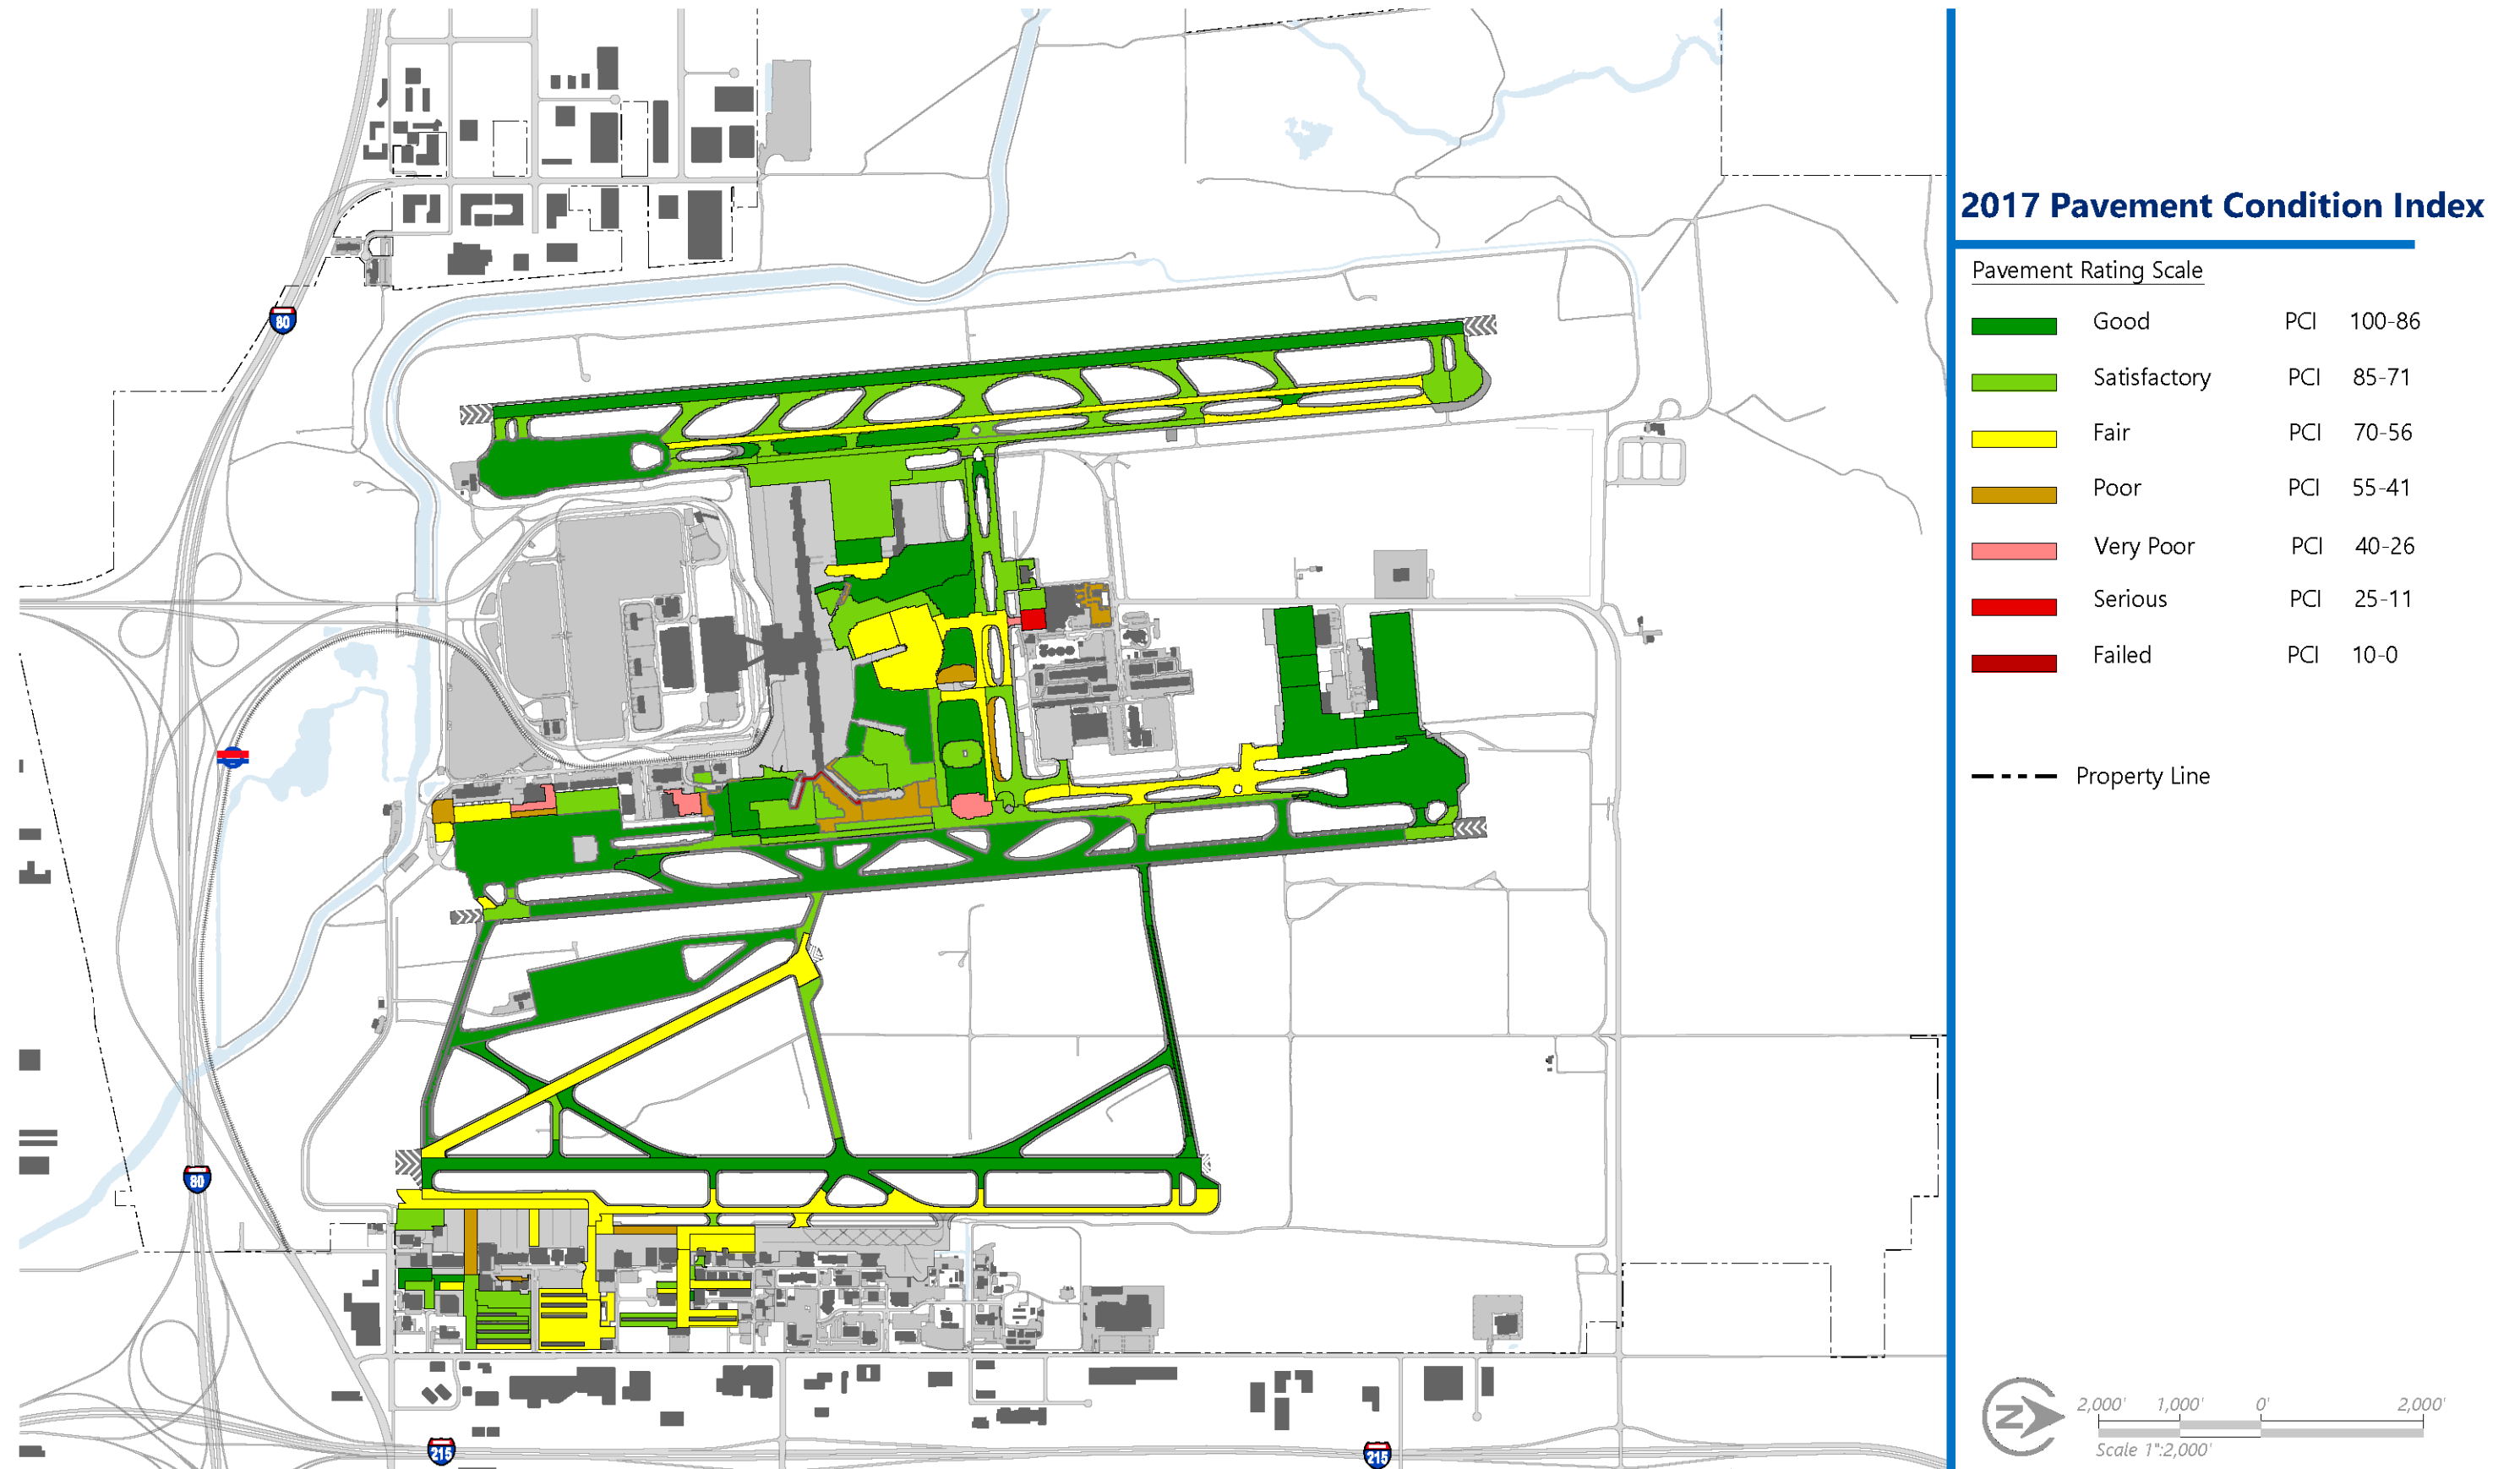 2017 Pavement Condition Index
Pavement Rating Scale
Good PCI 100-86
Satisfactory PCI 85-71
Fair PCI 70-56
Poor PCI 55-41
Very Poor PCI 40-26
Serious PCI 25-11
Failed PCI 10-0
Property Line
80
80
215
215
N
2,000' 1,000' 0' 2,000'
Scale 1":2,000'